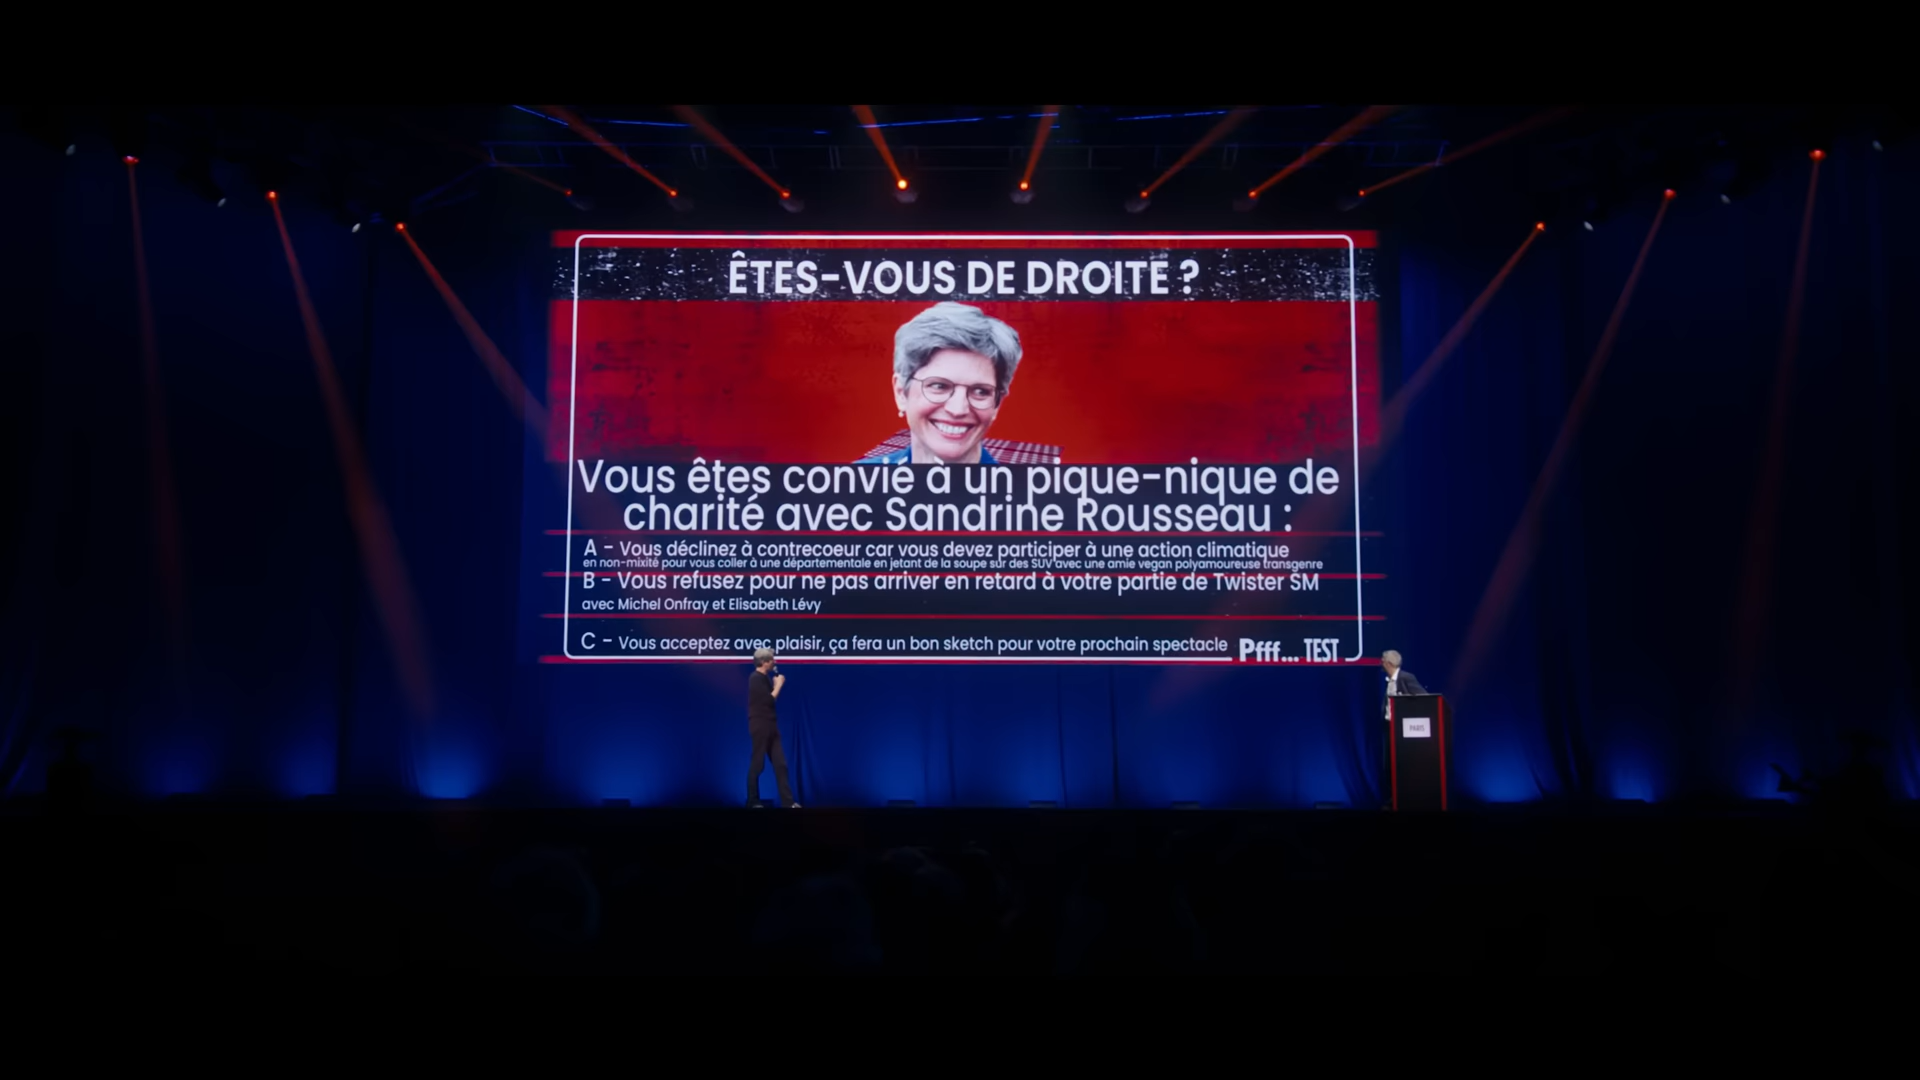 ÊTES-VOUS DE DROITE ?
Vous êtes convié à un pique-nique de
charité avec Sandrine Rousseau :
A - Vous déclinez à contrecoeur car vous devez participer à une action climatique
en non-mixité pour vous coller à une départementale en jetant de la soupe sur des SUV avec une amie vegan polyamoureuse transgenre
B - Vous refusez pour ne pas arriver en retard à votre partie de Twister SM
avec Michel Onfray et Elisabeth Lévy
C - Vous acceptez avec plaisir, ça fera un bon sketch pour votre prochain spectacle
Pfff... TEST
PARIS